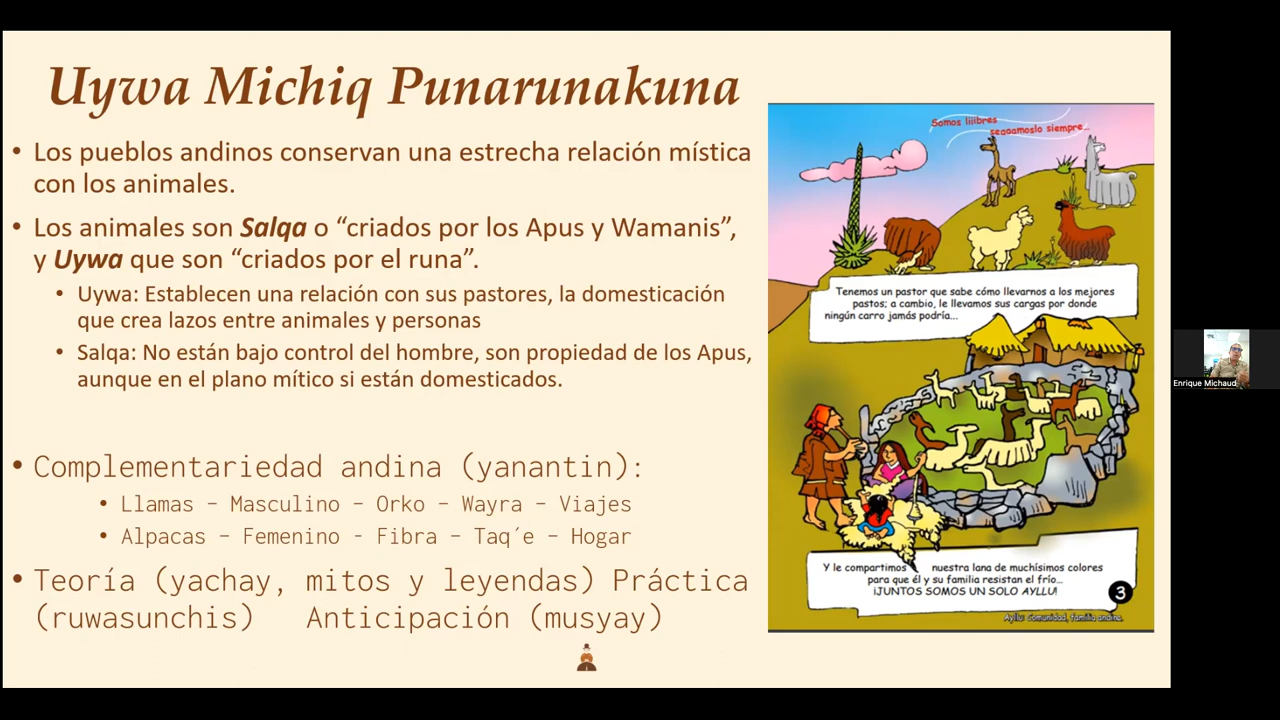 Uywa Michiq Punarunakuna
• Los pueblos andinos conservan una estrecha relación mística
con los animales.
• Los animales son Salqa o “criados por los Apus y Wamanis”,
y Uywa que son “criados por el runa”.
• Uywa: Establecen una relación con sus pastores, la domesticación
que crea lazos entre animales y personas
• Salqa: No están bajo control del hombre, son propiedad de los Apus,
aunque en el plano mítico si están domesticados.
• Complementariedad andina (yanantin):
• Llamas – Masculino – Orko – Wayra – Viajes
• Alpacas – Femenino - Fibra – Taq´e – Hogar
• Teoría (yachay, mitos y leyendas) Práctica
(ruwasunchis) Anticipación (musyay)
Somos liiibres
seaaamoslo siempre...
Tenemos un pastor que sabe cómo llevarnos a los mejores
pastos; a cambio, le llevamos sus cargas por donde
ningún carro jamás podría...
Y le compartimos nuestra lana de muchísimos colores
para que él y su familia resistan el frío...
¡JUNTOS SOMOS UN SOLO AYLLU!
3
Ayllu: comunidad, familia andina.
Enrique Michaud